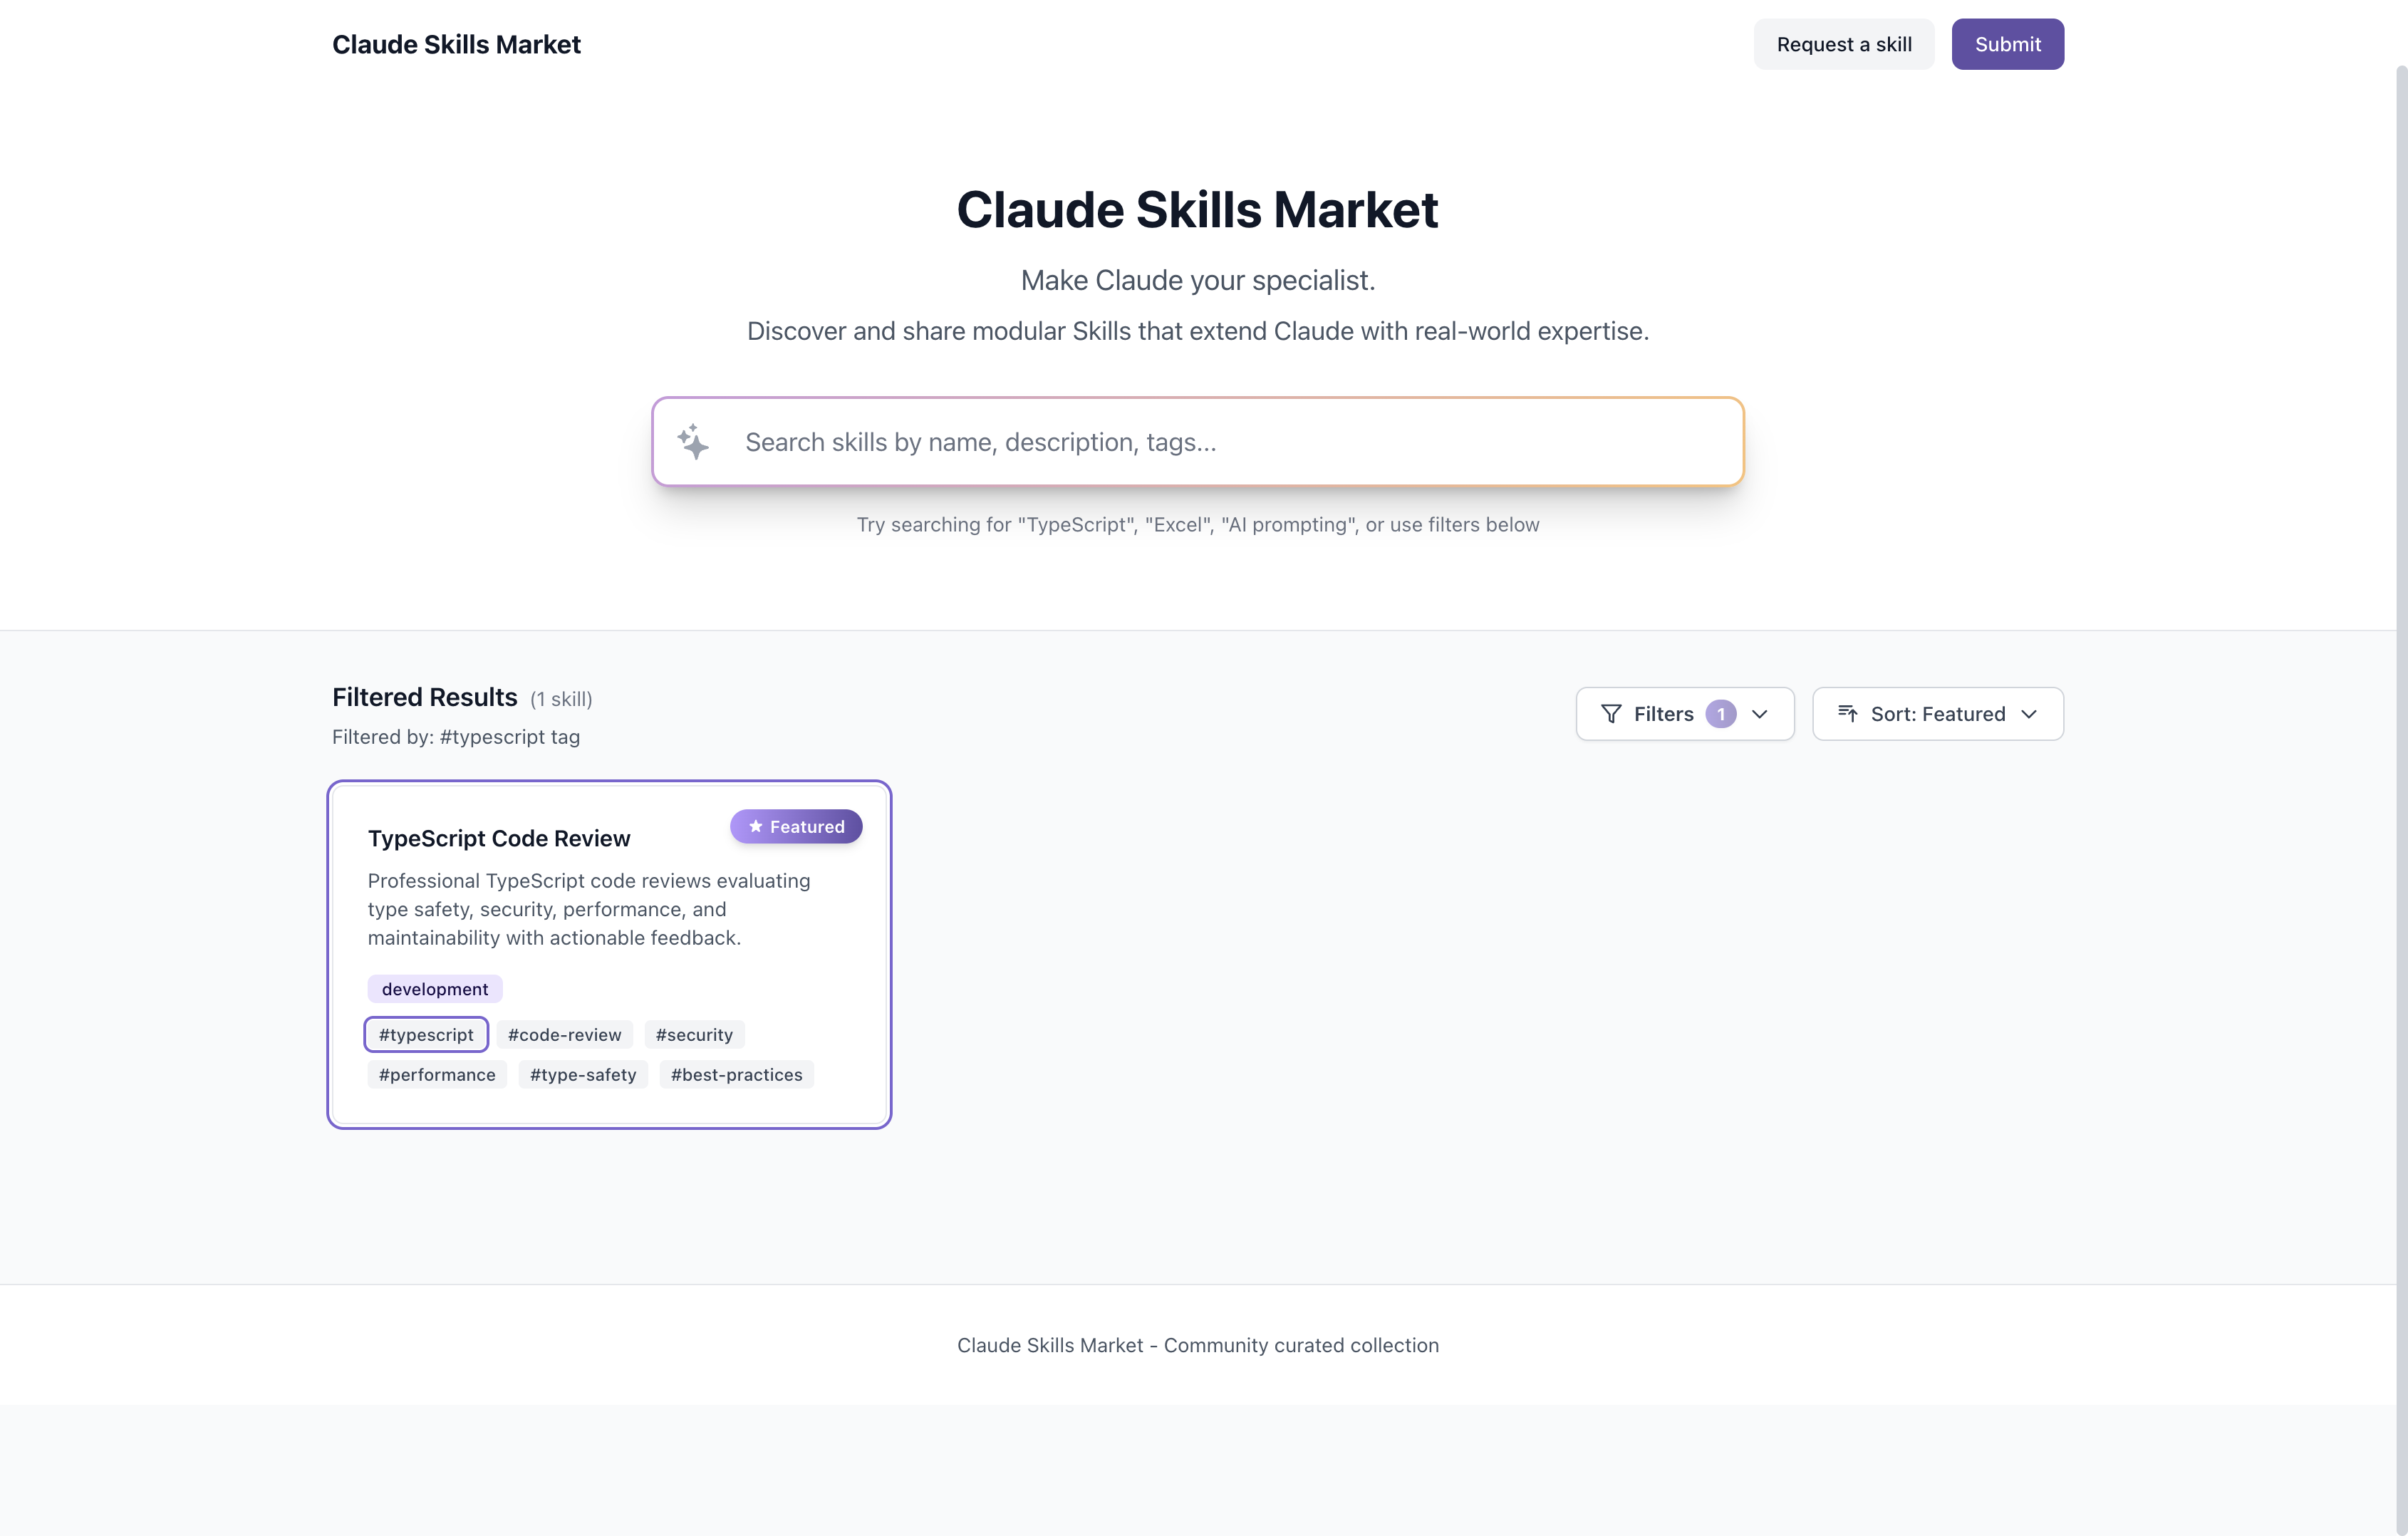 Claude Skills Market
Request a skill
Submit
Claude Skills Market
Make Claude your specialist.
Discover and share modular Skills that extend Claude with real-world expertise.
Search skills by name, description, tags...
Try searching for "TypeScript", "Excel", "AI prompting", or use filters below
Filtered Results (1 skill)
Filtered by: #typescript tag
Filters 1
Sort: Featured
TypeScript Code Review
Featured
Professional TypeScript code reviews evaluating
type safety, security, performance, and
maintainability with actionable feedback.
development
#typescript #code-review #security
#performance #type-safety #best-practices
Claude Skills Market - Community curated collection